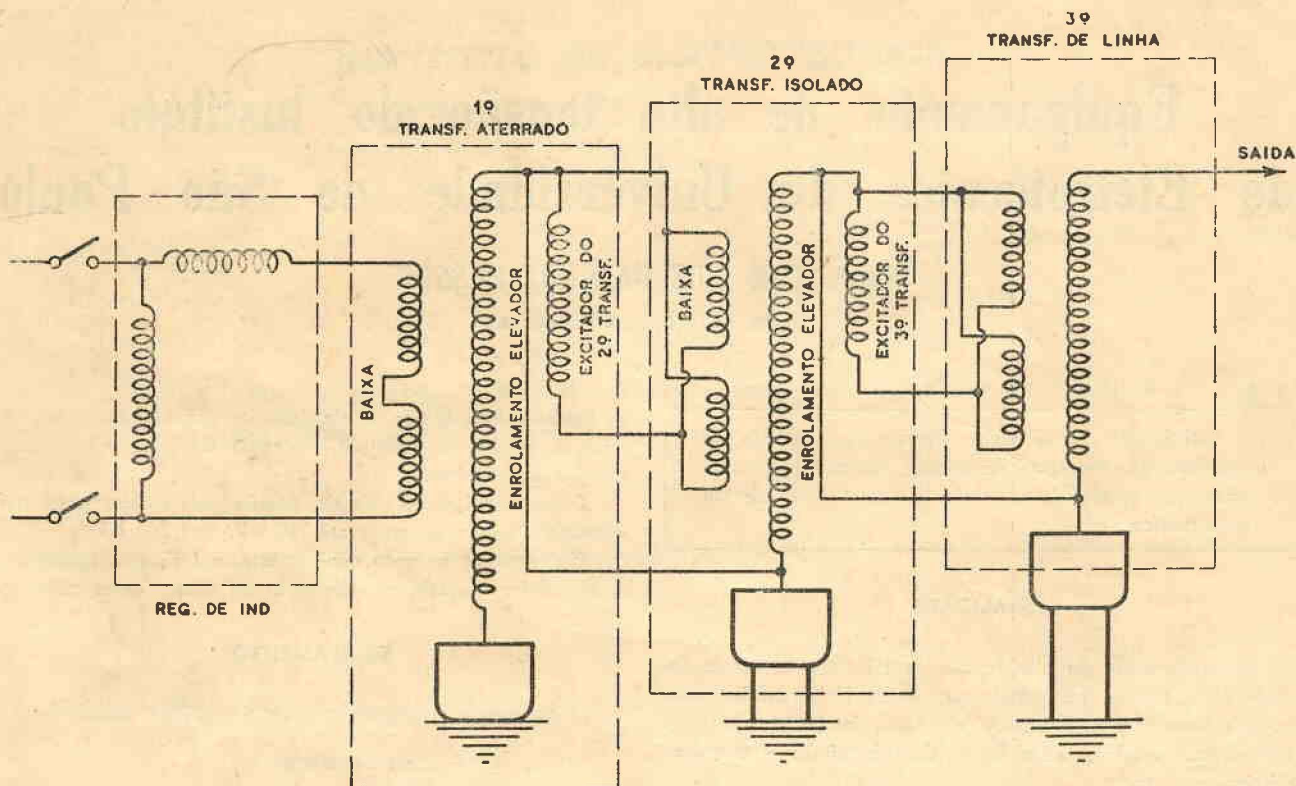 3º
TRANSF. DE LINHA
2º
TRANSF. ISOLADO
1º
TRANSF. ATERRADO
SAIDA
BAIXA
ENROLAMENTO ELEVADOR
EXCITADOR DO
2º TRANSF.
BAIXA
ENROLAMENTO ELEVADOR
EXCITADOR DO
3º TRANSF.
REG. DE IND